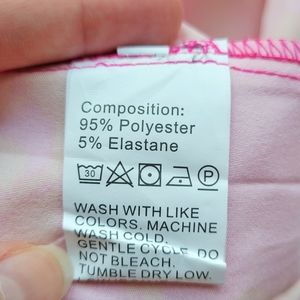 Composition:
95% Polyester
5% Elastane
30 P
WASH WITH LIKE
COLORS. MACHINE
WASH COLD.
GENTLE CYCLE. DO
NOT BLEACH.
TUMBLE DRY LOW.